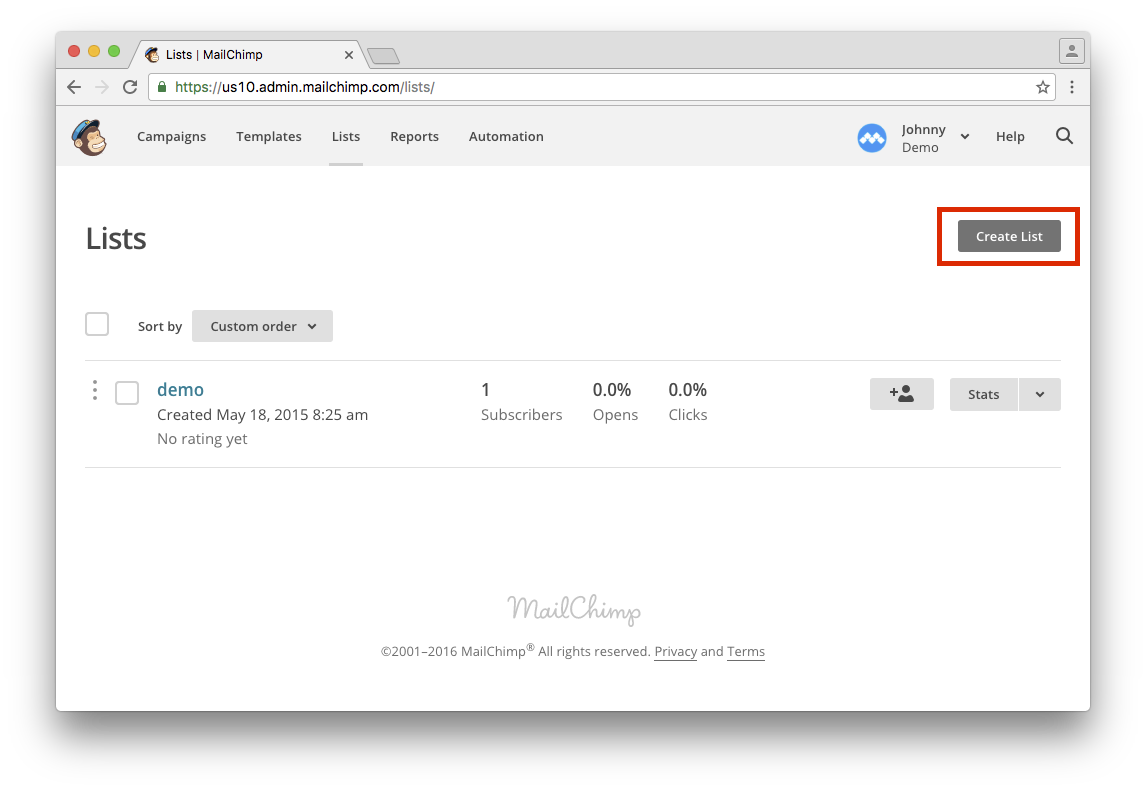 Lists | MailChimp
https://us10.admin.mailchimp.com/lists/
Campaigns Templates Lists Reports Automation Johnny Demo Help
Lists
Create List
Sort by Custom order
demo 1 0.0% 0.0% Stats
Created May 18, 2015 8:25 am Subscribers Opens Clicks
No rating yet
MailChimp
©2001–2016 MailChimp® All rights reserved. Privacy and Terms